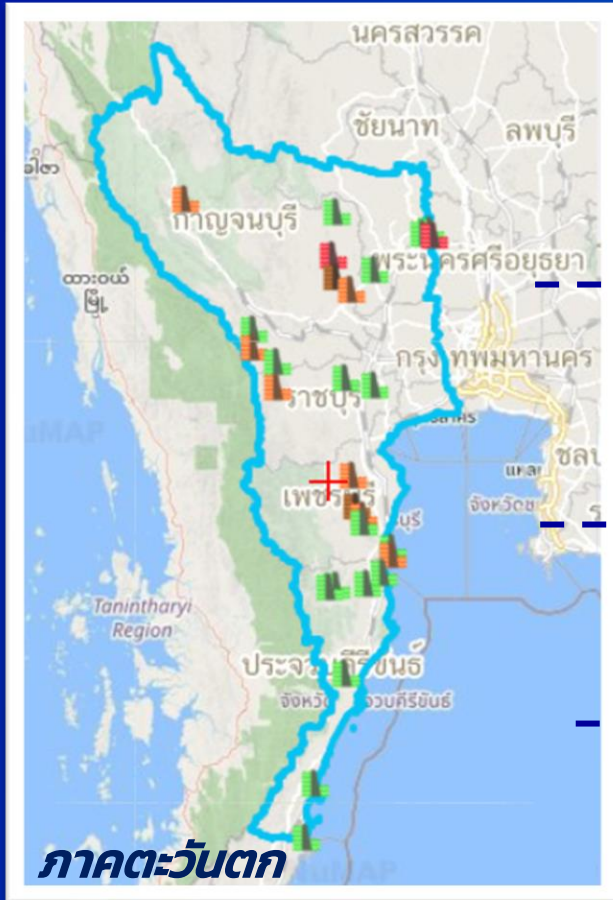 นครสวรรค์
ชัยนาท
ลพบุรี
กาญจนบุรี
พระนครศรีอยุธยา
ထားဝယ်
မြို့
กรุงเทพมหานคร
ราชบุรี
เพชรบุรี
Tanintharyi
Region
ประจวบคีรีขันธ์
ภาคตะวันตก